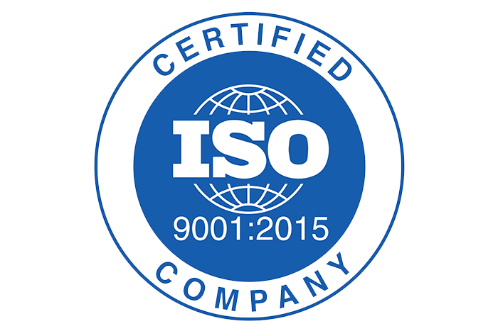 CERTIFIED
ISO
9001:2015
COMPANY